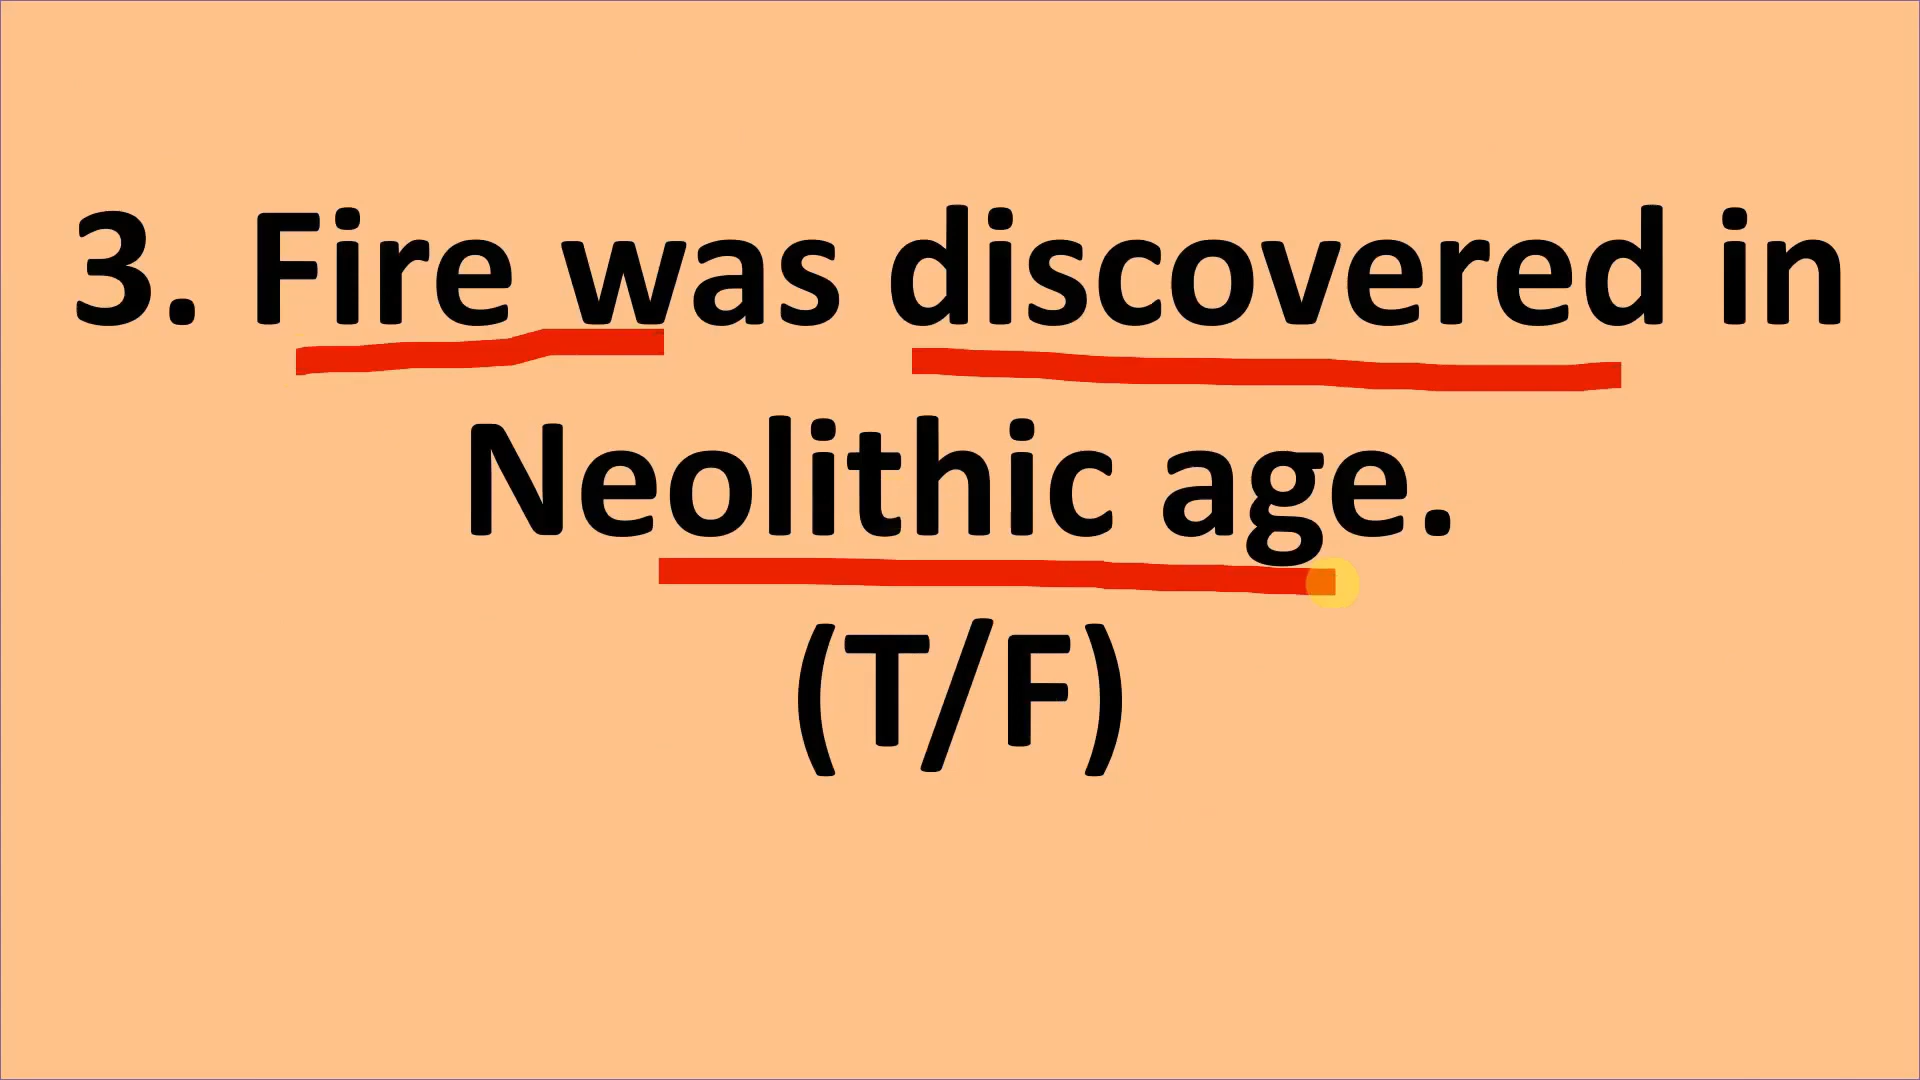 3. Fire was discovered in
Neolithic age.
(T/F)